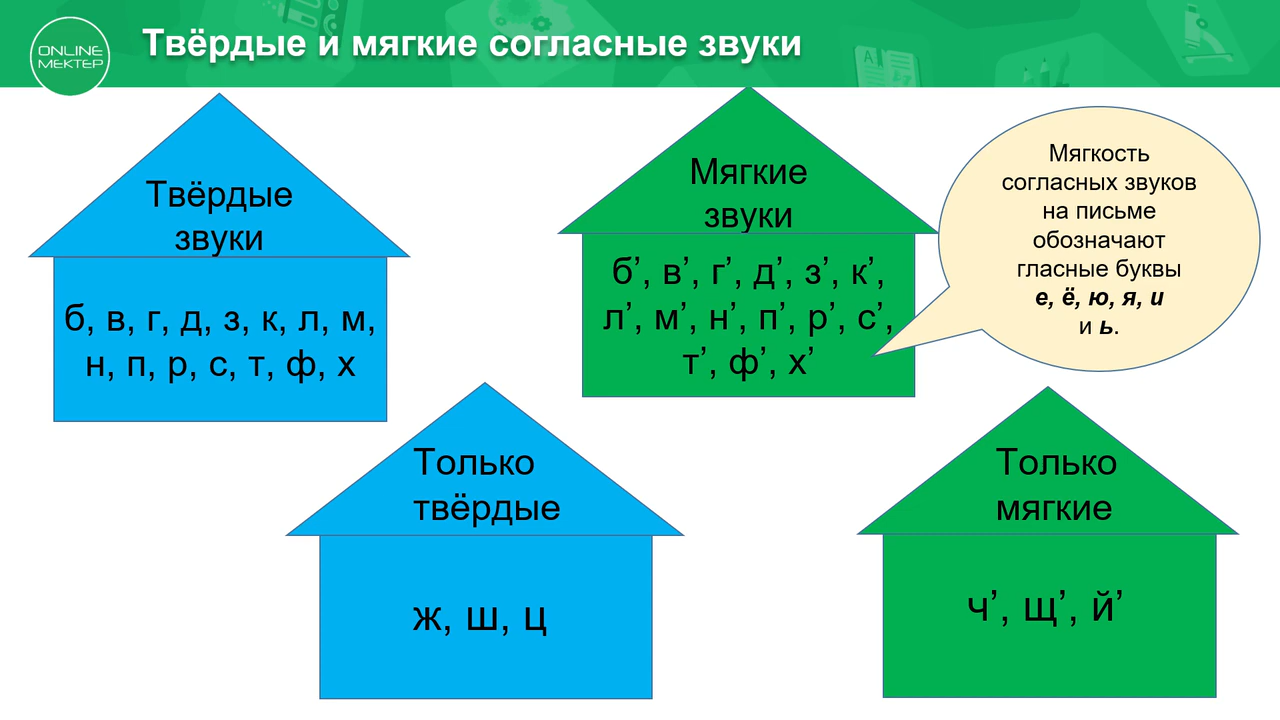 ONLINE
МЕКТЕР
Твёрдые и мягкие согласные звуки
Твёрдые
звуки
б, в, г, д, з, к, л, м,
н, п, р, с, т, ф, х
Мягкие
звуки
б’, в’, г’, д’, з’, к’,
л’, м’, н’, п’, р’, с’,
т’, ф’, х’
Мягкость
согласных звуков
на письме
обозначают
гласные буквы
е, ё, ю, я, и
и ь.
Только
твёрдые
ж, ш, ц
Только
мягкие
ч’, щ’, й’